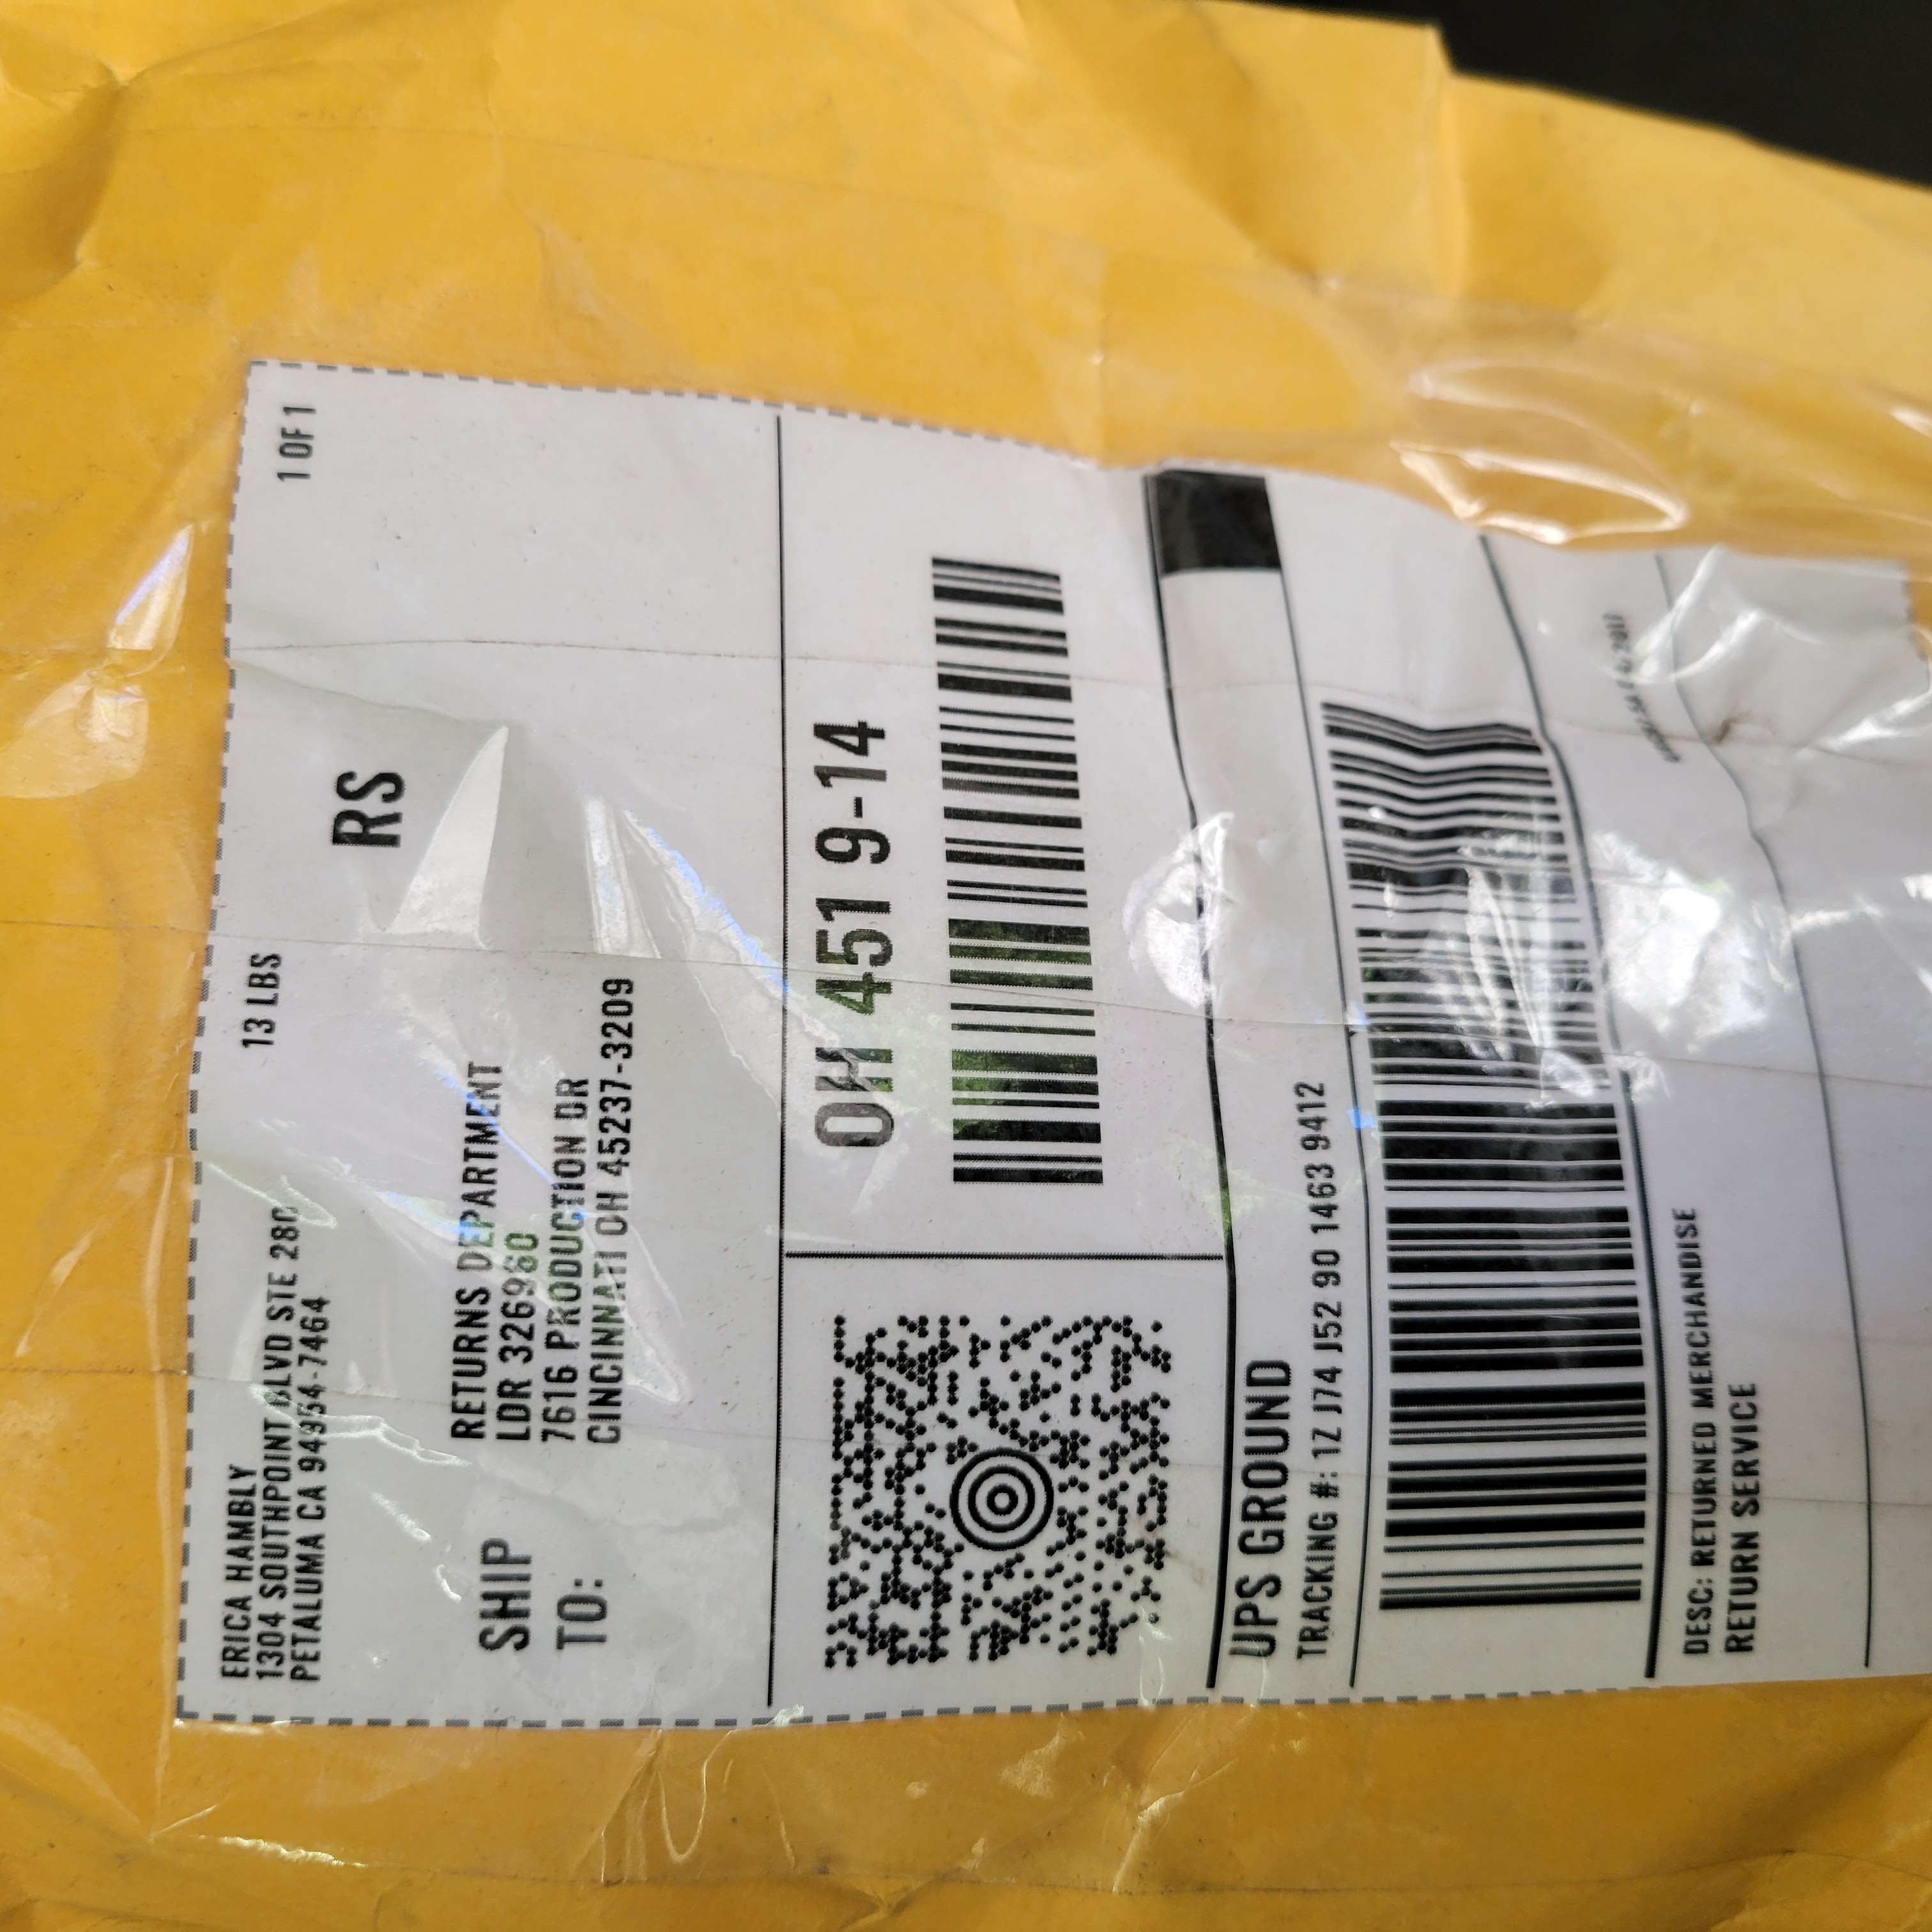 ERICA HAMBLY
1304 SOUTHPOINT BLVD STE 280
PETALUMA CA 94954-7464
13 LBS
1 OF 1
RS
SHIP
TO:
RETURNS DEPARTMENT
LDR 3269960
7616 PRODUCTION DR
CINCINNATI OH 45237-3209
OH 451 9-14
UPS GROUND
TRACKING #: 1Z J74 J52 90 1463 9412
DESC: RETURNED MERCHANDISE
RETURN SERVICE